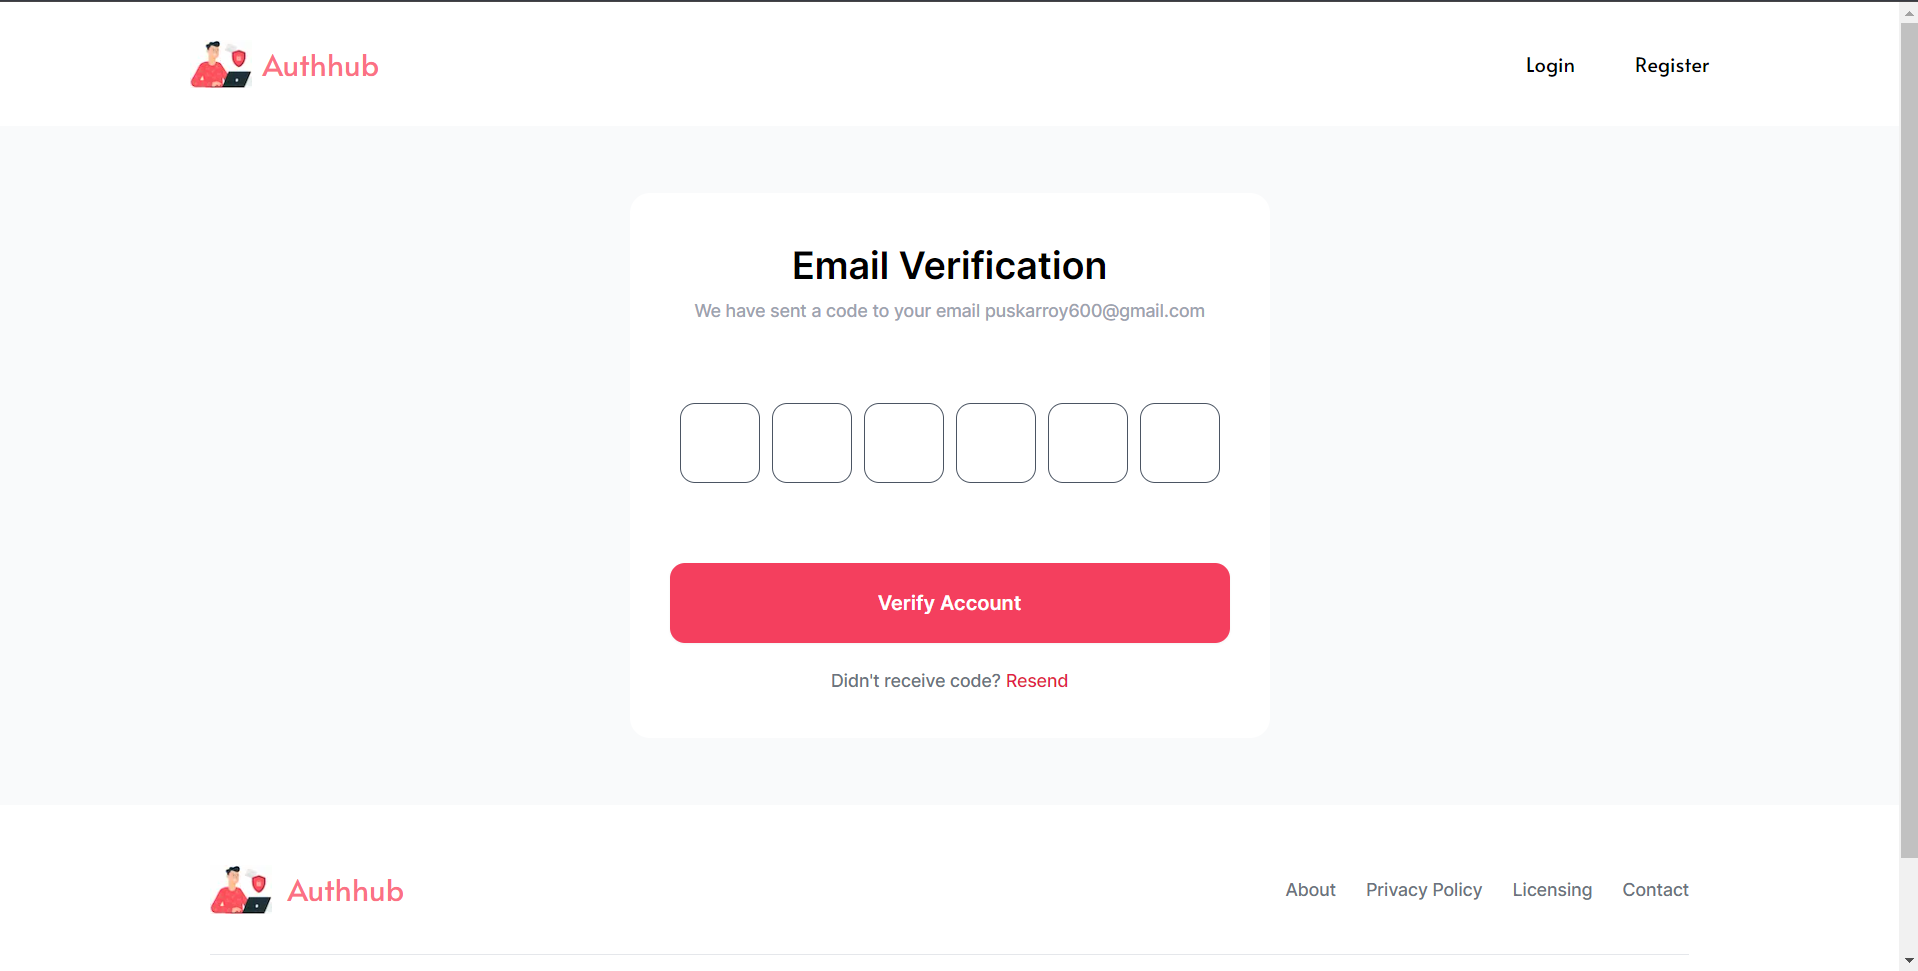 Authhub
Login
Register
Email Verification
We have sent a code to your email puskarroy600@gmail.com
Verify Account
Didn't receive code? Resend
Authhub
About
Privacy Policy
Licensing
Contact